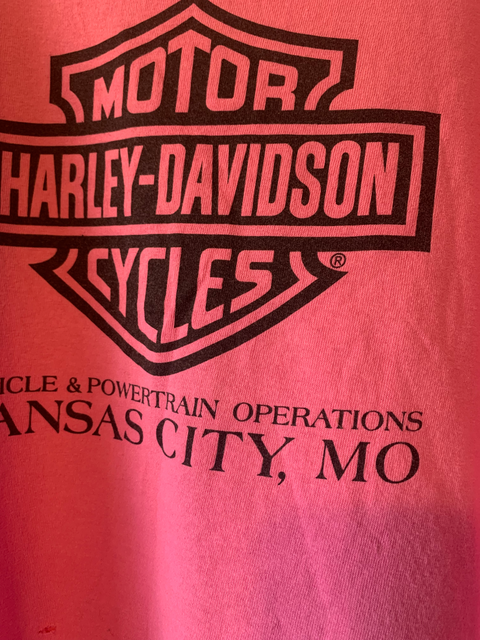 MOTOR
HARLEY-DAVIDSON
CYCLES ®
ICLE & POWERTRAIN OPERATIONS
ANSAS CITY, MO